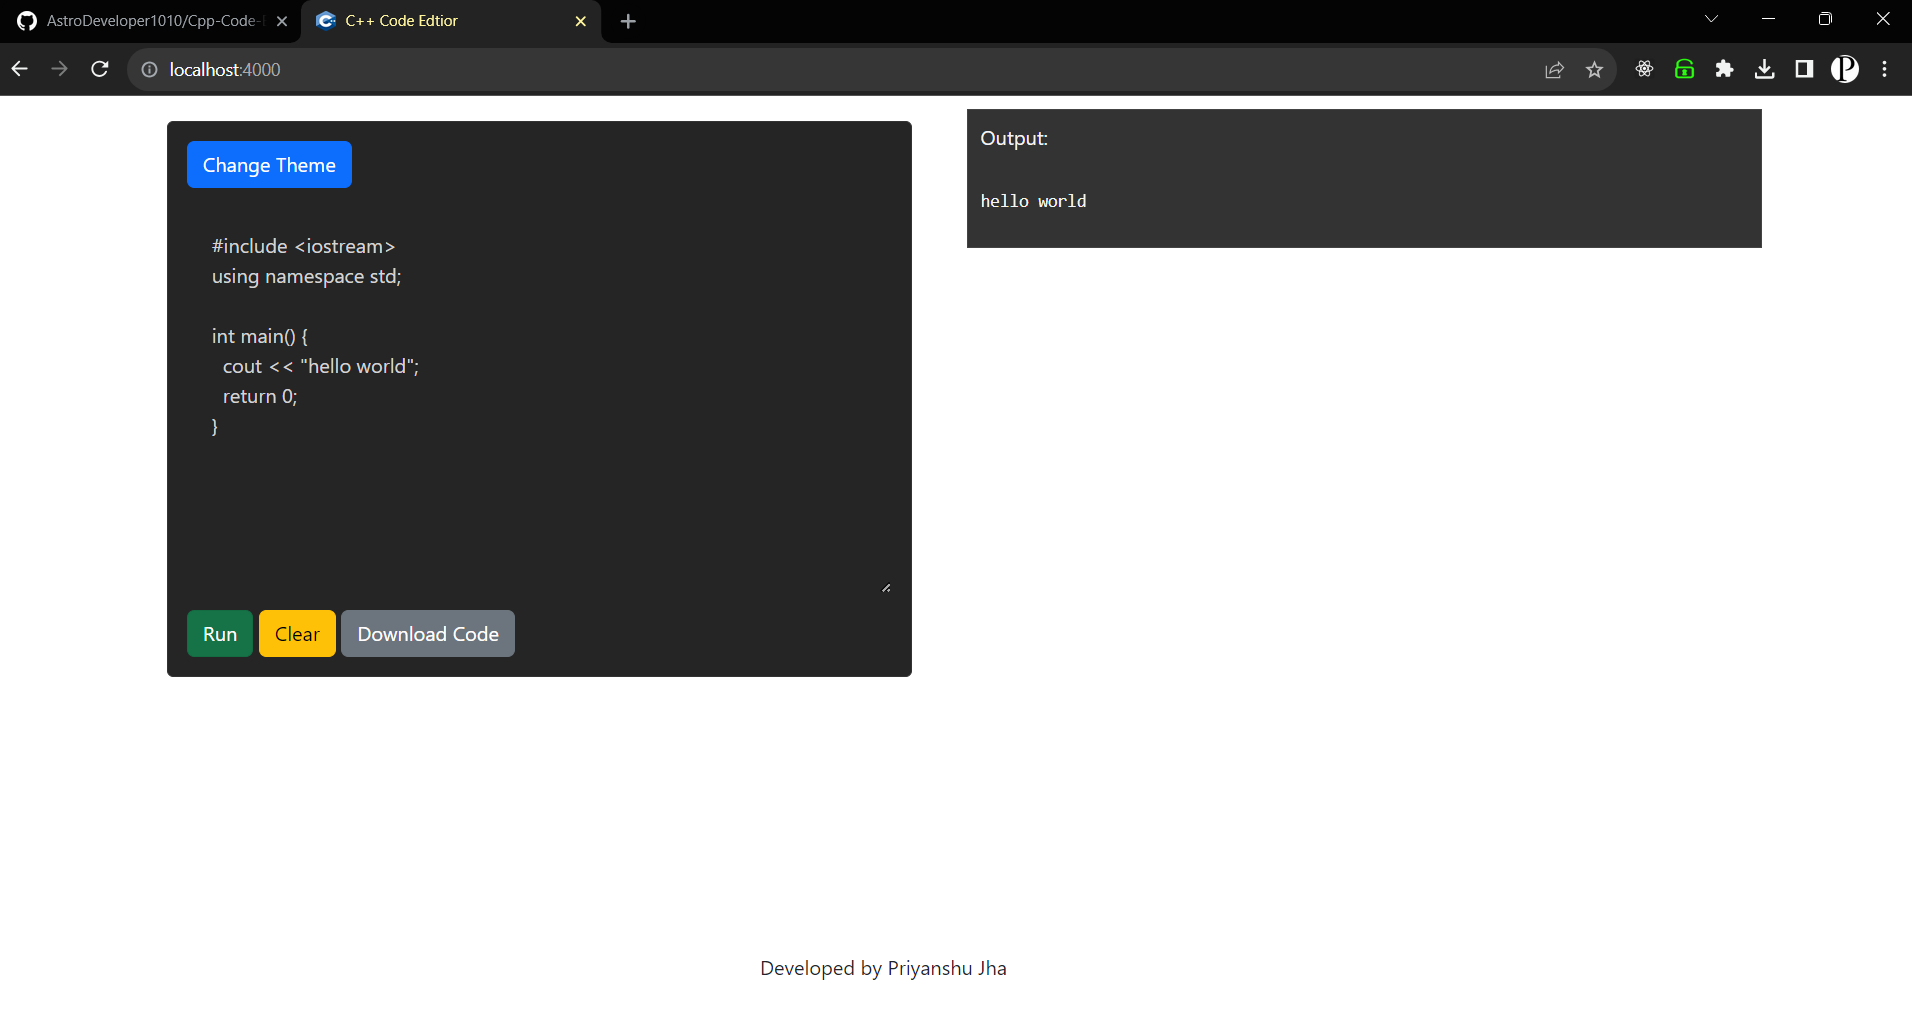 AstroDeveloper1010/Cpp-Code-
C++ Code Edtior
localhost:4000
Change Theme
#include <iostream>
using namespace std;
int main() {
cout << "hello world";
return 0;
}
Run
Clear
Download Code
Output:
hello world
Developed by Priyanshu Jha
P